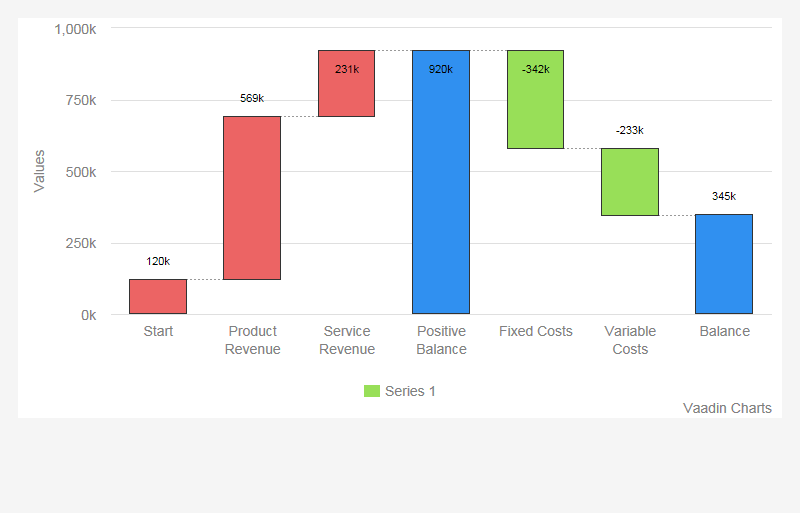 1,000k
750k
500k
250k
0k
Values
120k
569k
231k
920k
-342k
-233k
345k
Start
Product
Revenue
Service
Revenue
Positive
Balance
Fixed Costs
Variable
Costs
Balance
Series 1
Vaadin Charts